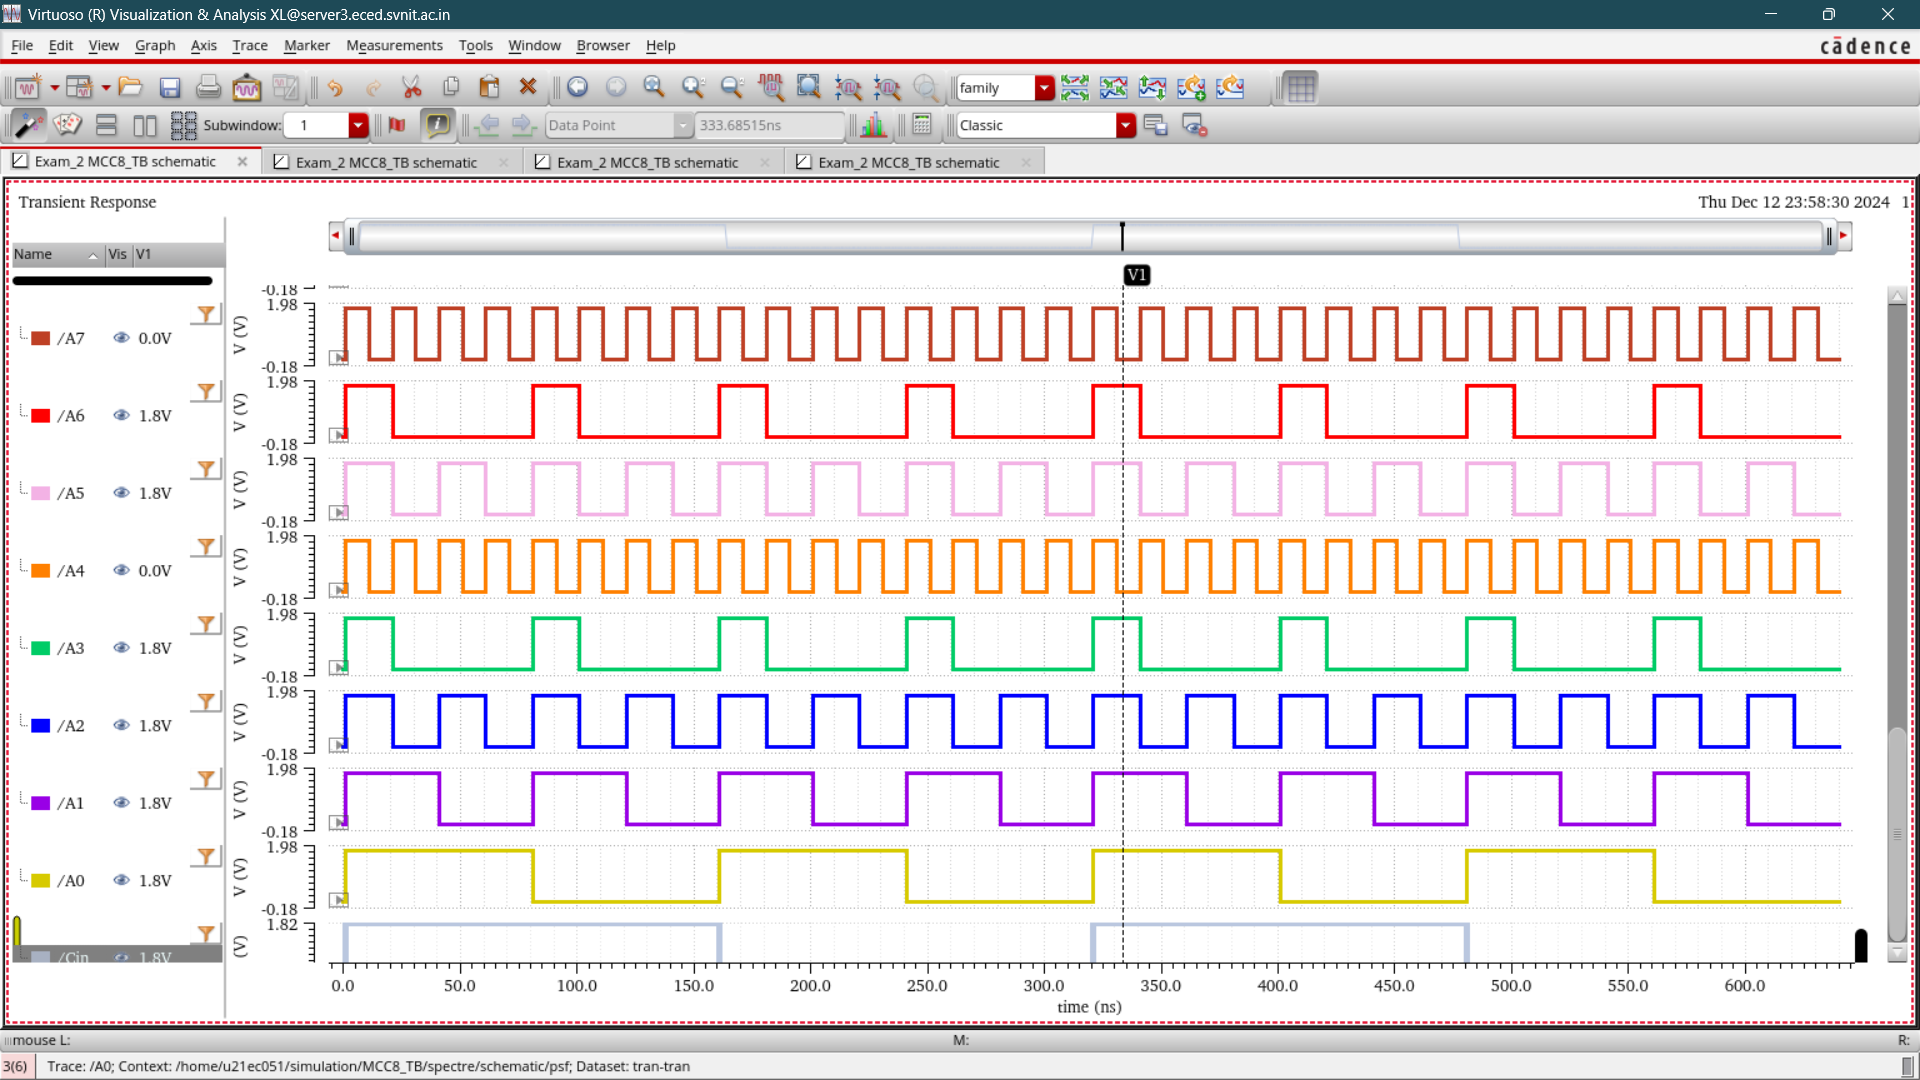 Virtuoso (R) Visualization & Analysis XL@server3.eced.svnit.ac.in
File Edit View Graph Axis Trace Marker Measurements Tools Window Browser Help
cādence
family
Subwindow: 1
Data Point
333.68515ns
Classic
Exam_2 MCC8_TB schematic
Exam_2 MCC8_TB schematic
Exam_2 MCC8_TB schematic
Exam_2 MCC8_TB schematic
Transient Response
Thu Dec 12 23:58:30 2024 1
Name Vis V1
V1
-0.18
/A7 0.0V V (V) 1.98 -0.18
/A6 1.8V V (V) 1.98 -0.18
/A5 1.8V V (V) 1.98 -0.18
/A4 0.0V V (V) 1.98 -0.18
/A3 1.8V V (V) 1.98 -0.18
/A2 1.8V V (V) 1.98 -0.18
/A1 1.8V V (V) 1.98 -0.18
/A0 1.8V V (V) 1.98 -0.18
/Cin 1.8V (V) 1.82
0.0 50.0 100.0 150.0 200.0 250.0 300.0 350.0 400.0 450.0 500.0 550.0 600.0
time (ns)
mouse L: M: R:
3(6) Trace: /A0; Context: /home/u21ec051/simulation/MCC8_TB/spectre/schematic/psf; Dataset: tran-tran